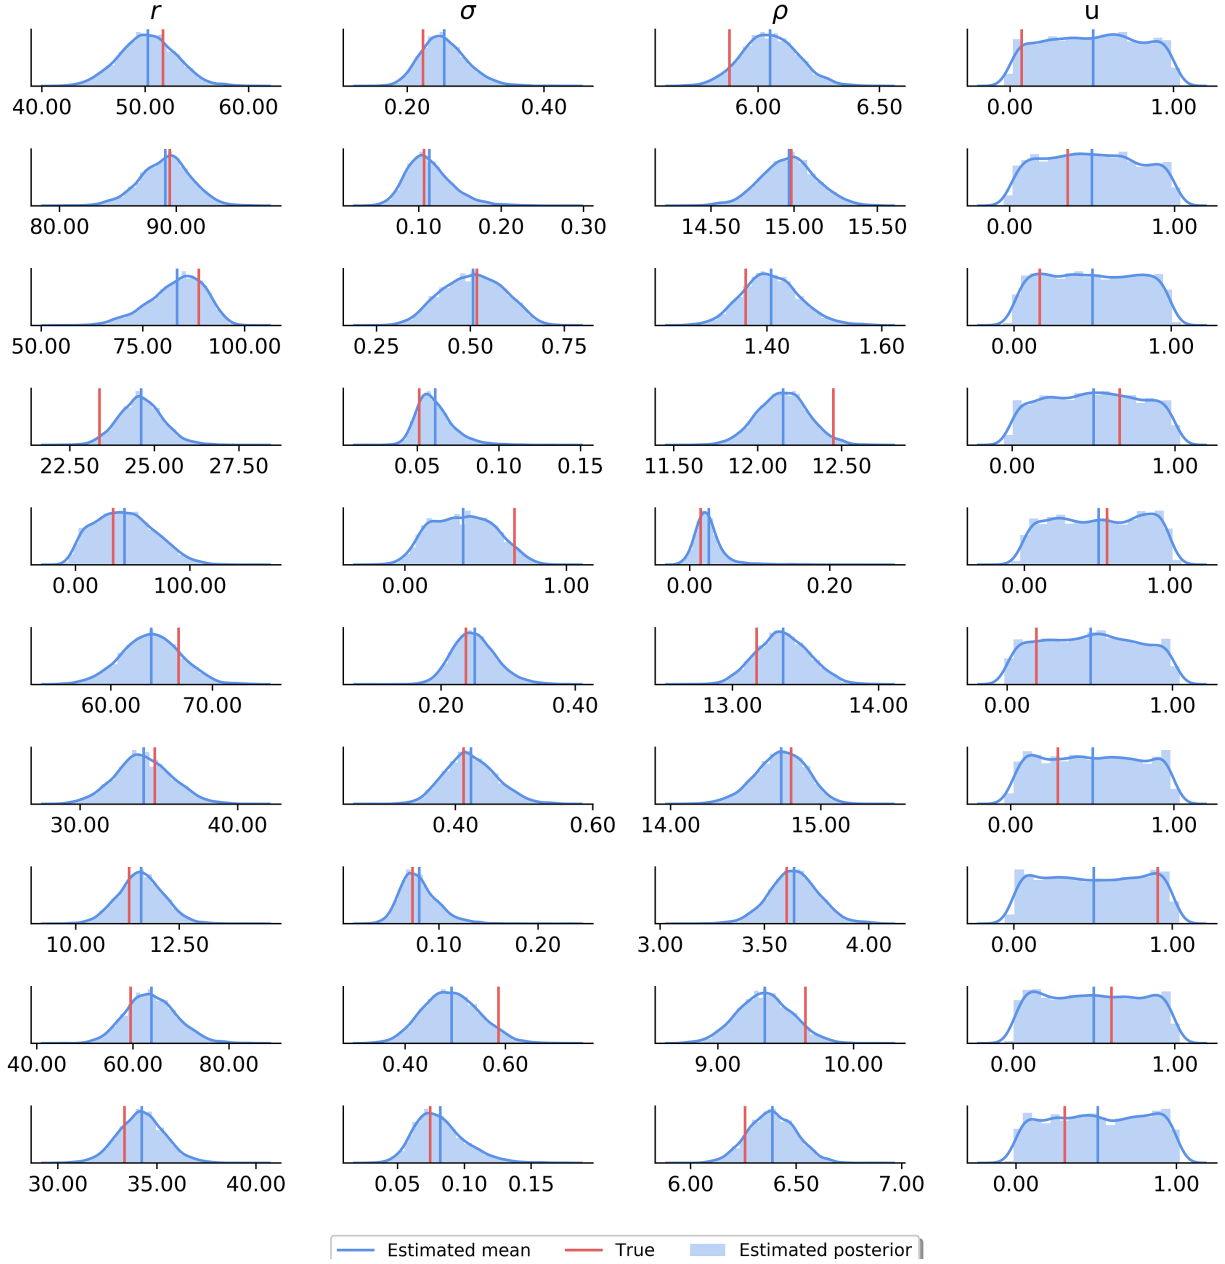 r σ ρ u
40.00 50.00 60.00 0.20 0.40 6.00 6.50 0.00 1.00
80.00 90.00 0.10 0.20 0.30 14.50 15.00 15.50 0.00 1.00
50.00 75.00 100.00 0.25 0.50 0.75 1.40 1.60 0.00 1.00
22.50 25.00 27.50 0.05 0.10 0.15 11.50 12.00 12.50 0.00 1.00
0.00 100.00 0.00 1.00 0.00 0.20 0.00 1.00
60.00 70.00 0.20 0.40 13.00 14.00 0.00 1.00
30.00 40.00 0.40 0.60 14.00 15.00 0.00 1.00
10.00 12.50 0.10 0.20 3.00 3.50 4.00 0.00 1.00
40.00 60.00 80.00 0.40 0.60 9.00 10.00 0.00 1.00
30.00 35.00 40.00 0.05 0.10 0.15 6.00 6.50 7.00 0.00 1.00
Estimated mean True Estimated posterior